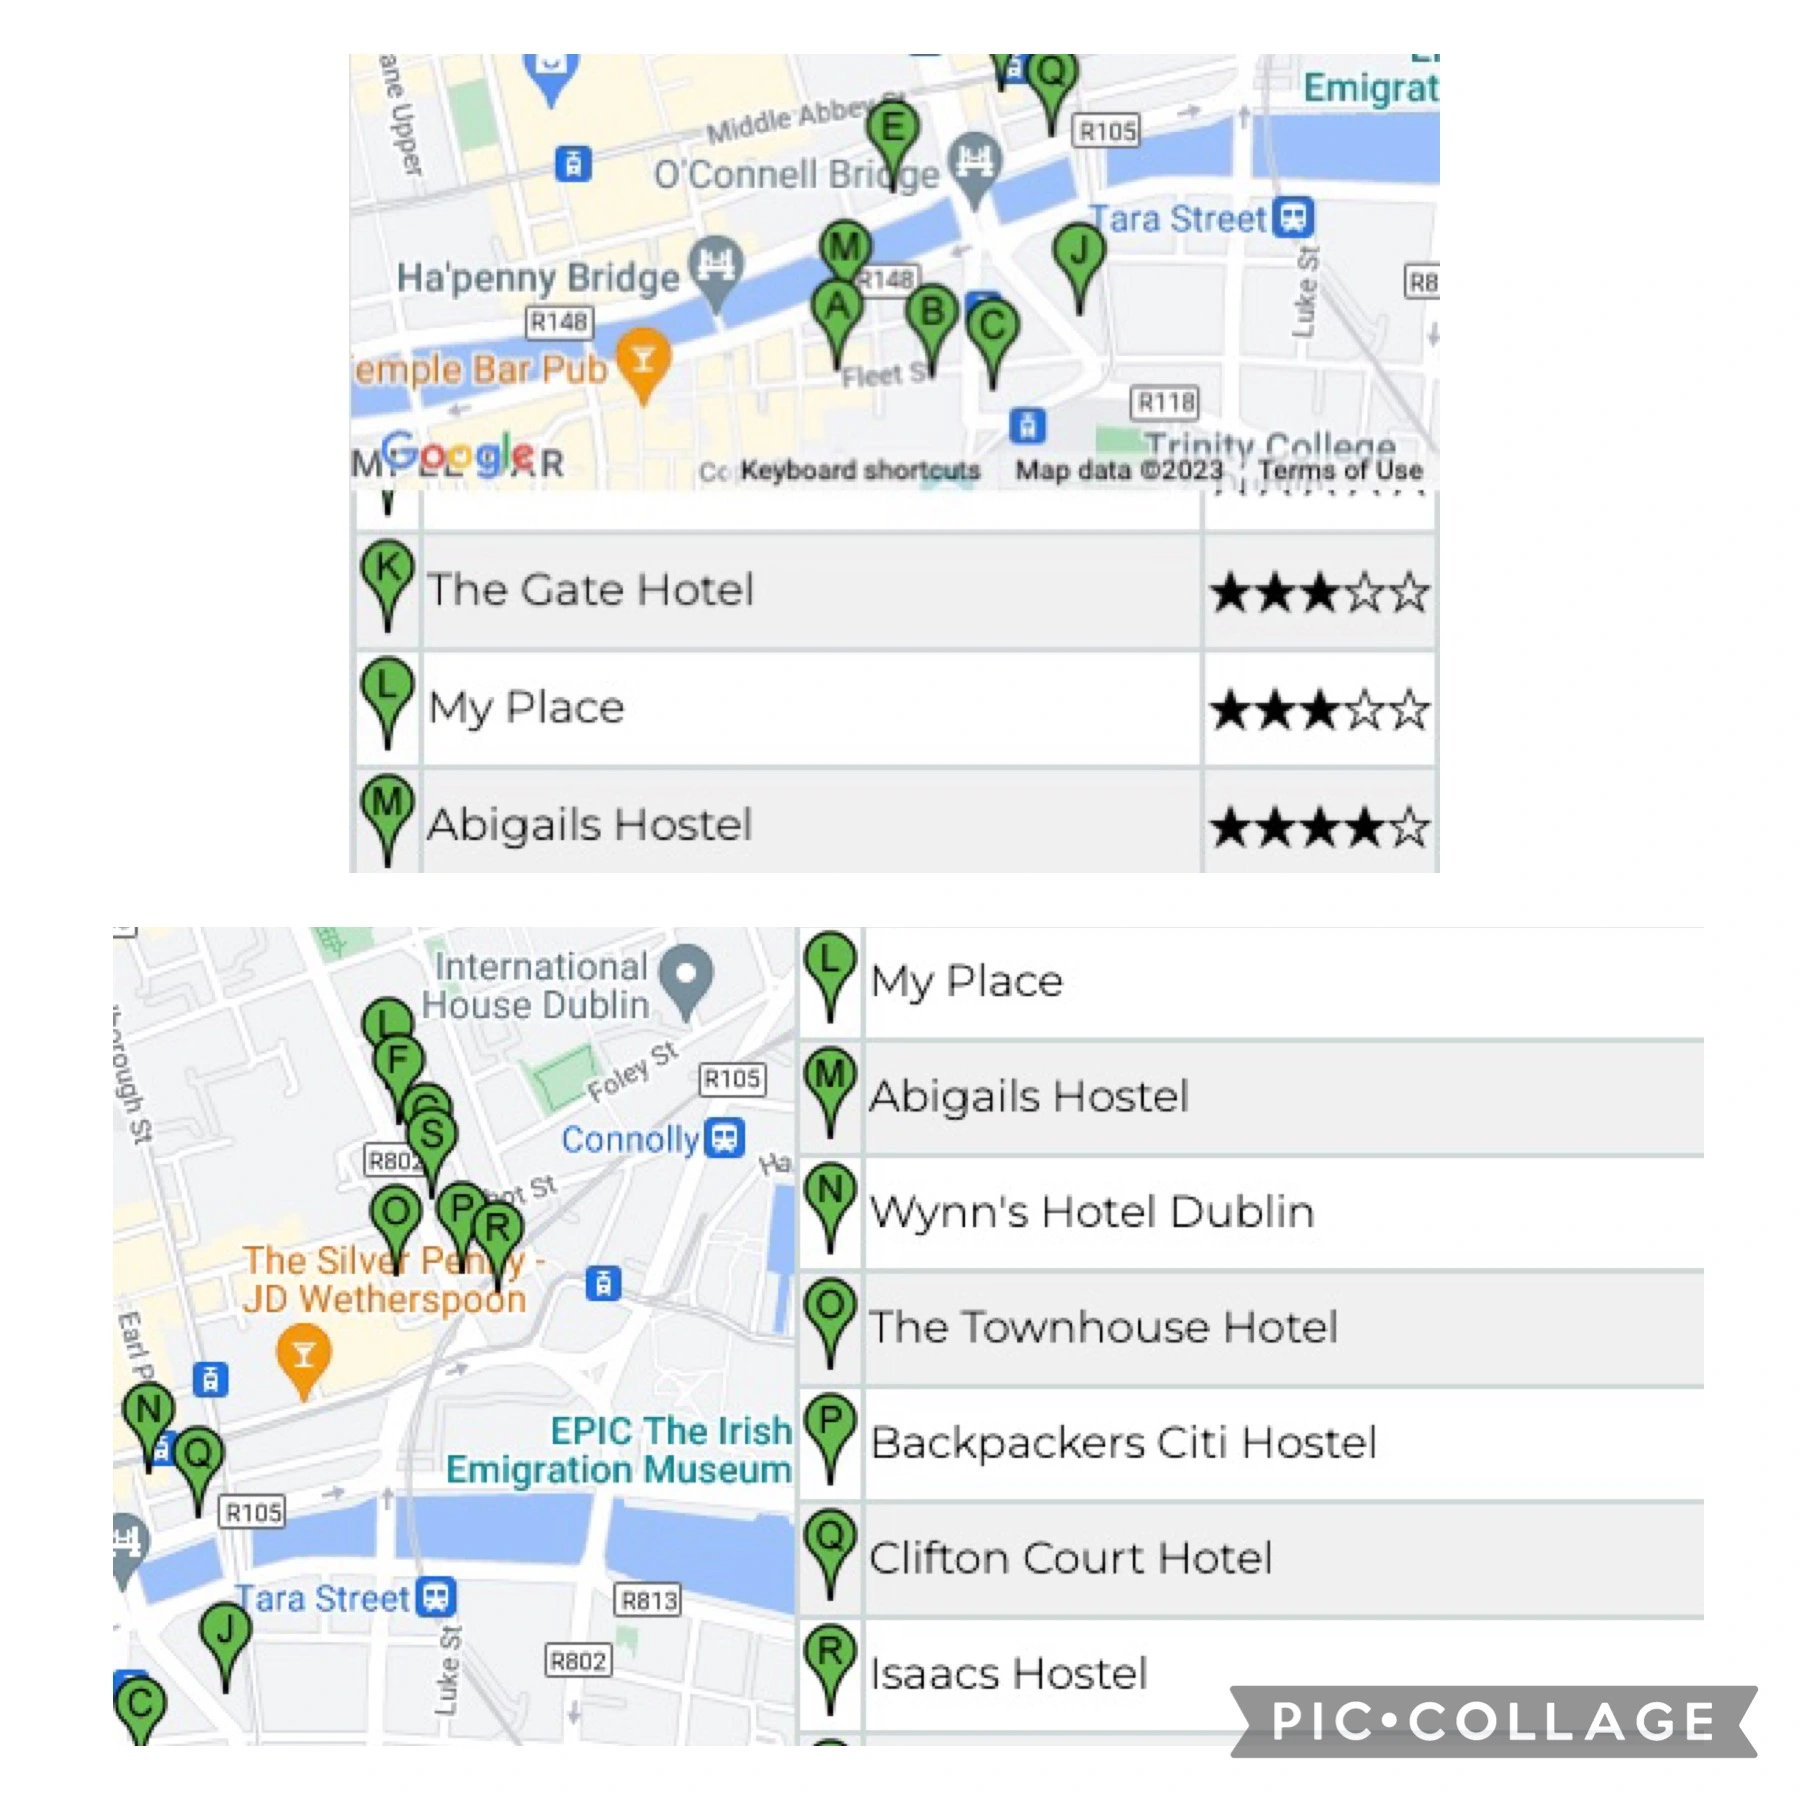 ane Upper
Middle Abbey St
Q
E
R105
Emigrat
O'Connell Bridge
Tara Street
M
J
Ha'penny Bridge
R148
R8
A
B
C
R148
Luke St
emple Bar Pub
Fleet S
R118
Trinity College
Google
Keyboard shortcuts
Map data ©2023
Terms of Use
K The Gate Hotel ★★★☆☆
L My Place ★★★☆☆
M Abigails Hostel ★★★★☆
International
House Dublin
L
F
G
S
Foley St
R105
borough St
Connolly
R802
Ha
bot St
O
P
R
The Silver Penny -
JD Wetherspoon
Earl P
N
Q
EPIC The Irish
Emigration Museum
R105
Tara Street
R813
J
Luke St
R802
C
L My Place
M Abigails Hostel
N Wynn's Hotel Dublin
O The Townhouse Hotel
P Backpackers Citi Hostel
Q Clifton Court Hotel
R Isaacs Hostel
PIC•COLLAGE